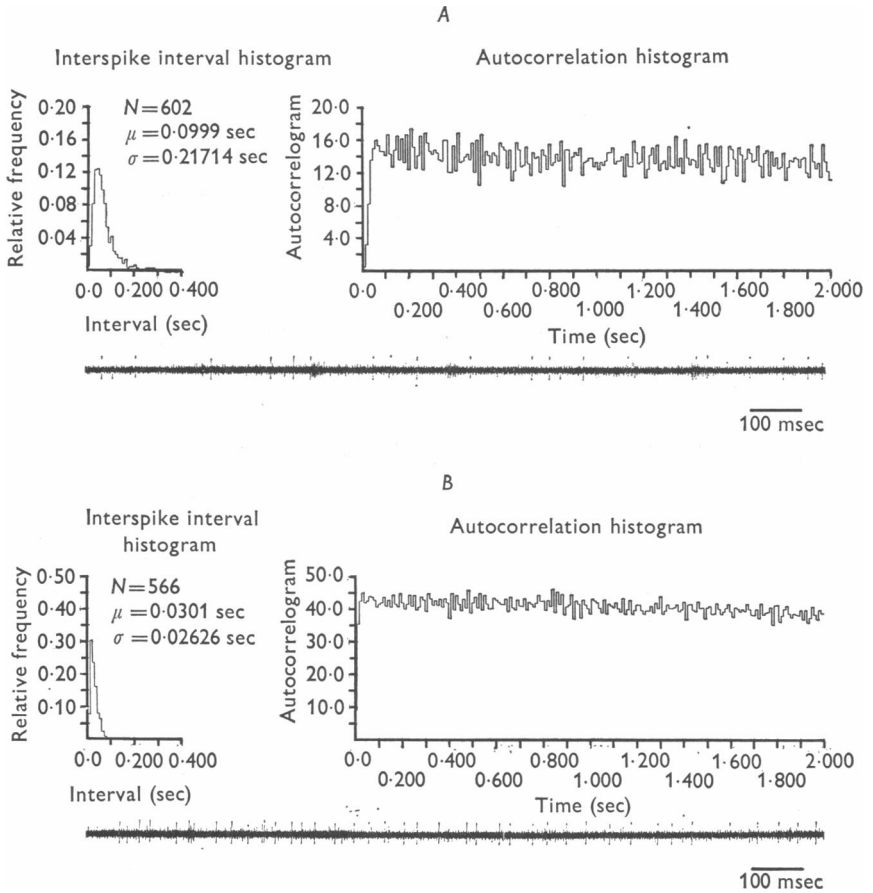 A
Interspike interval histogram
Autocorrelation histogram
Relative frequency
0·20
0·16
0·12
0·08
0·04
N=602
μ=0·0999 sec
σ=0·21714 sec
0·0 0·200 0·400
Interval (sec)
Autocorrelogram
20·0
16·0
12·0
8·0
4·0
0·0 0·400 0·800 1·200 1·600 2·000
0·200 0·600 1·000 1·400 1·800
Time (sec)
100 msec
B
Interspike interval
histogram
Autocorrelation histogram
Relative frequency
0·50
0·40
0·30
0·20
0·10
N=566
μ=0·0301 sec
σ=0·02626 sec
0·0 0·200 0·400
Interval (sec)
Autocorrelogram
50·0
40·0
30·0
20·0
10·0
0·0 0·400 0·800 1·200 1·600 2·000
0·200 0·600 1·000 1·400 1·800
Time (sec)
100 msec